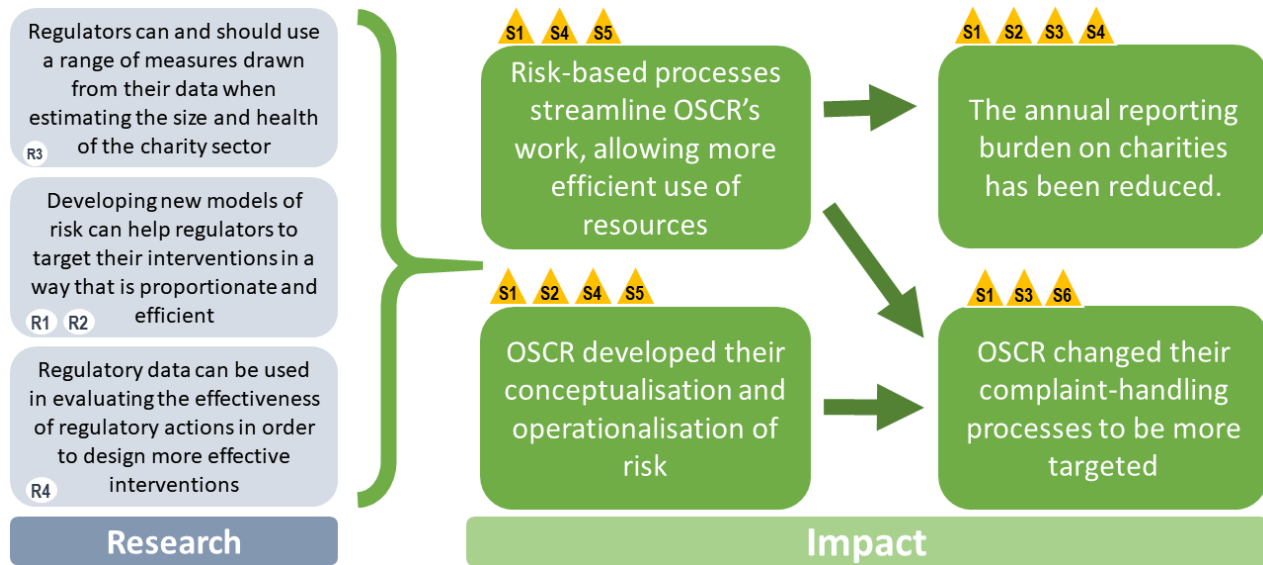 Regulators can and should use
a range of measures drawn
from their data when
estimating the size and health
of the charity sector
R3
Developing new models of
risk can help regulators to
target their interventions in a
way that is proportionate and
efficient
R1 R2
Regulatory data can be used
in evaluating the effectiveness
of regulatory actions in order
to design more effective
interventions
R4
Research
S1 S4 S5
Risk-based processes
streamline OSCR's
work, allowing more
efficient use of
resources
S1 S2 S3 S4
The annual reporting
burden on charities
has been reduced.
S1 S2 S4 S5
OSCR developed their
conceptualisation and
operationalisation of
risk
S1 S3 S6
OSCR changed their
complaint-handling
processes to be more
targeted
Impact